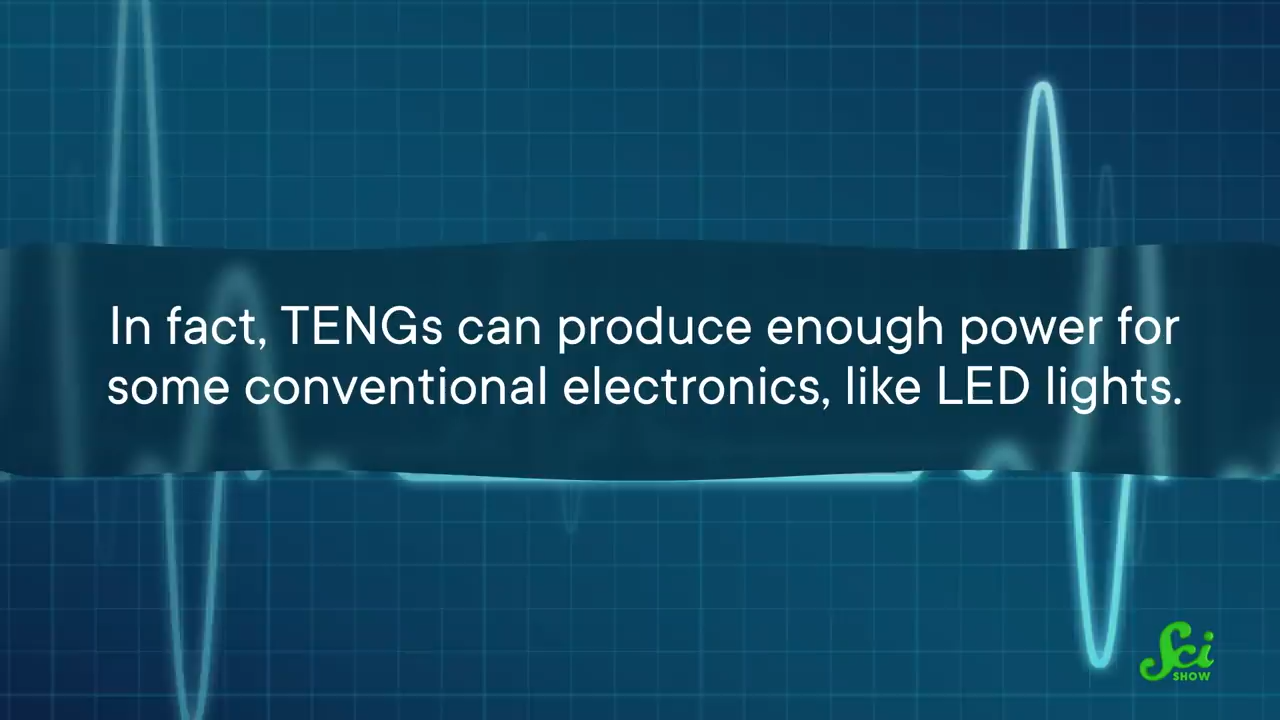 In fact, TENGs can produce enough power for
some conventional electronics, like LED lights.
Sci
SHOW